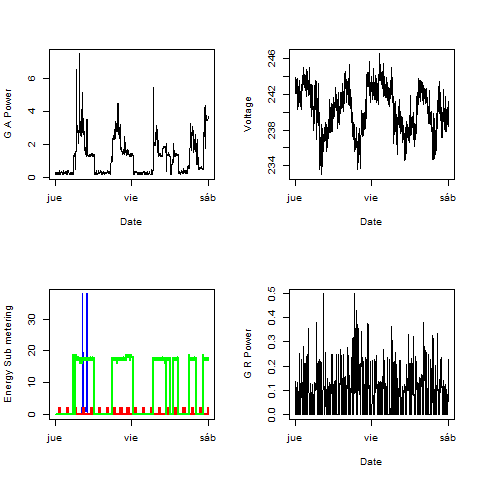 G A Power
6
4
2
0
jue
vie
sáb
Date
Voltage
246
242
238
234
jue
vie
sáb
Date
Energy Sub metering
30
20
10
0
jue
vie
sáb
G R Power
0.5
0.4
0.3
0.2
0.1
0.0
jue
vie
sáb
Date